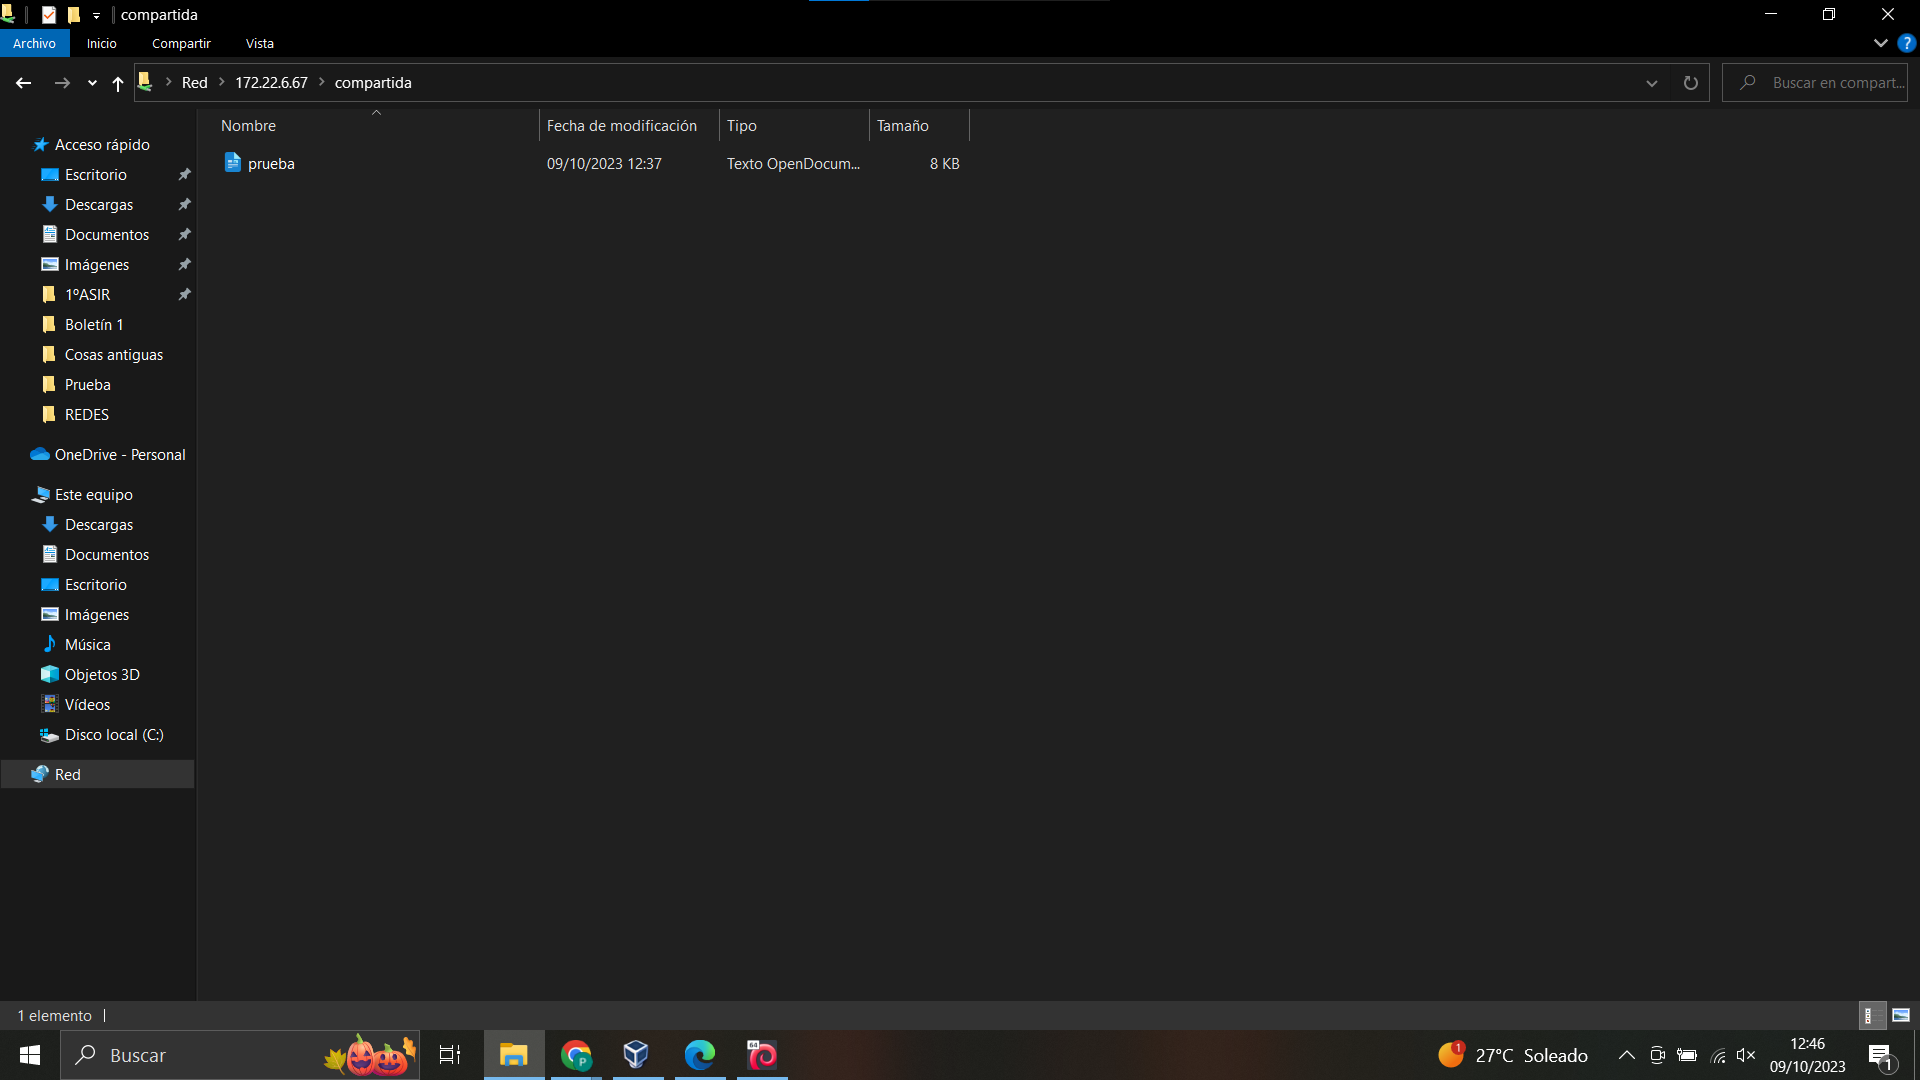 compartida
Archivo
Inicio
Compartir
Vista
?
Red
172.22.6.67
compartida
Buscar en compart...
Nombre
Fecha de modificación
Tipo
Tamaño
prueba
09/10/2023 12:37
Texto OpenDocum...
8 KB
Acceso rápido
Escritorio
Descargas
Documentos
Imágenes
1ºASIR
Boletín 1
Cosas antiguas
Prueba
REDES
OneDrive - Personal
Este equipo
Descargas
Documentos
Escritorio
Imágenes
Música
Objetos 3D
Vídeos
Disco local (C:)
Red
1 elemento
Buscar
P
64
1
27°C Soleado
12:46
09/10/2023
1